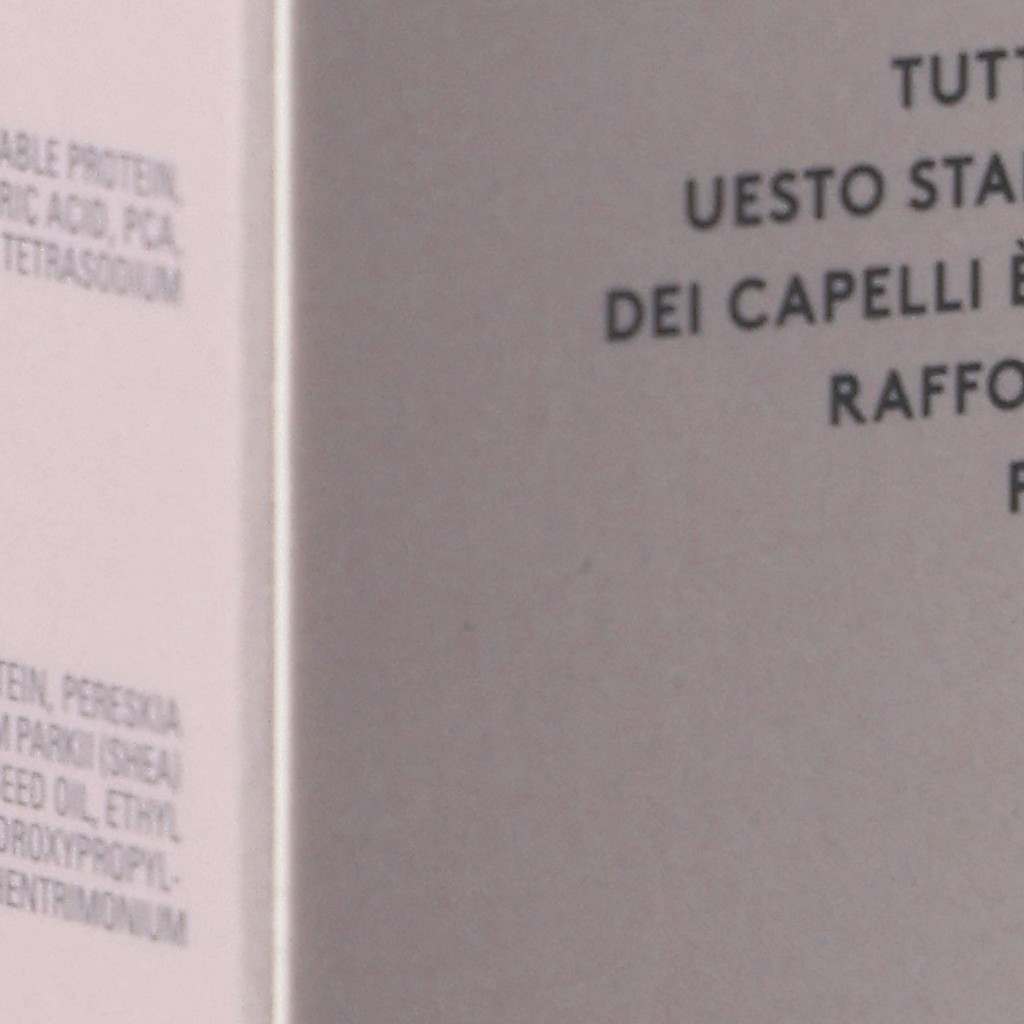 ABLE PROTEIN,
RIC ACID, PCA,
TETRASODIUM
TEIN, PERESKIA
M PARKII (SHEA)
EED OIL, ETHYL
DROXYPROPYL-
HENTRIMONIUM
TUTT
UESTO STA
DEI CAPELLI È
RAFFO